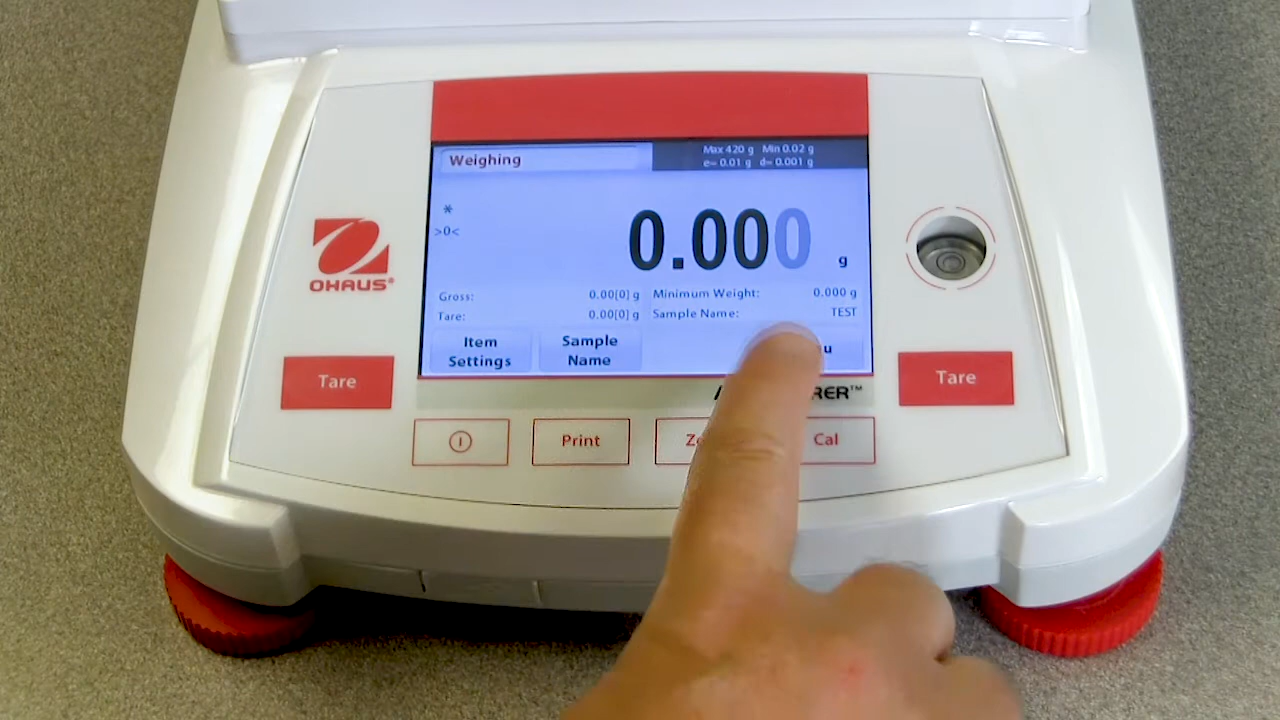 Weighing
Max 420 g Min 0.02 g
e= 0.01 g d= 0.001 g
*
>0<
0.000 g
Gross: 0.00[0] g
Minimum Weight: 0.000 g
Tare: 0.00[0] g
Sample Name: TEST
Item Settings
Sample Name
OHAUS®
Tare
Tare
RER™
Print
Cal